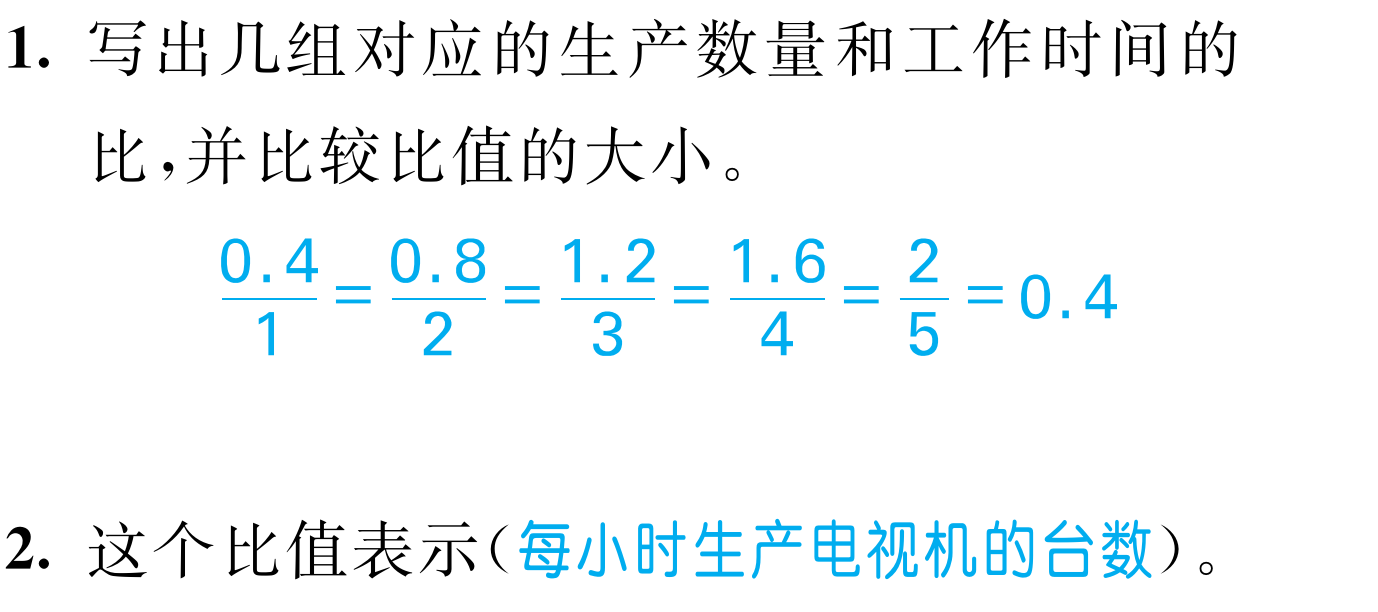 1. 写出几组对应的生产数量和工作时间的
比,并比较比值的大小。
0.4/1 = 0.8/2 = 1.2/3 = 1.6/4 = 2/5 = 0.4
2. 这个比值表示(每小时生产电视机的台数)。